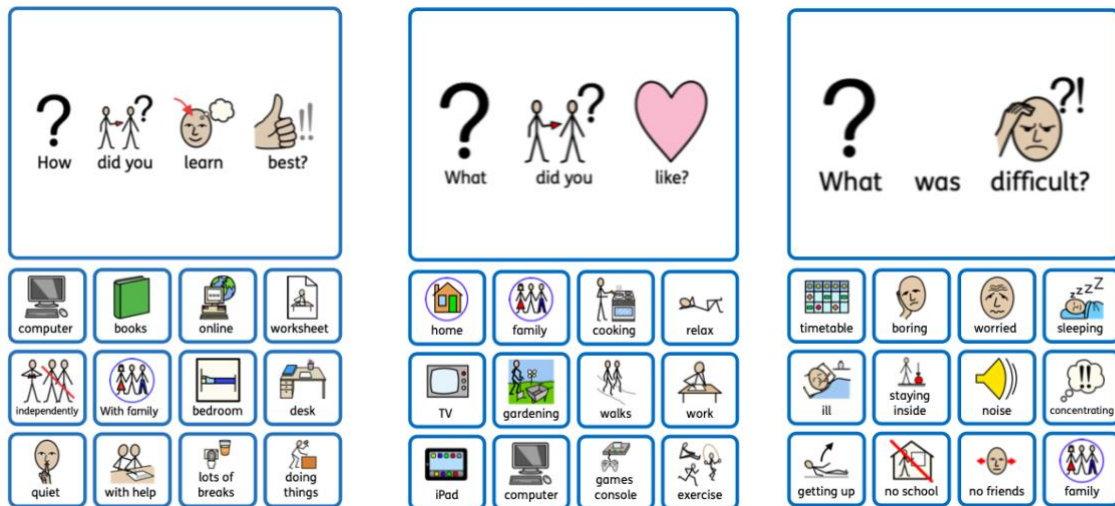 How did you learn best?
computer books online worksheet
independently With family bedroom desk
quiet with help lots of breaks doing things
What did you like?
home family cooking relax
TV gardening walks work
iPad computer games console exercise
What was difficult?
timetable boring worried sleeping
ill staying inside noise concentrating
getting up no school no friends family